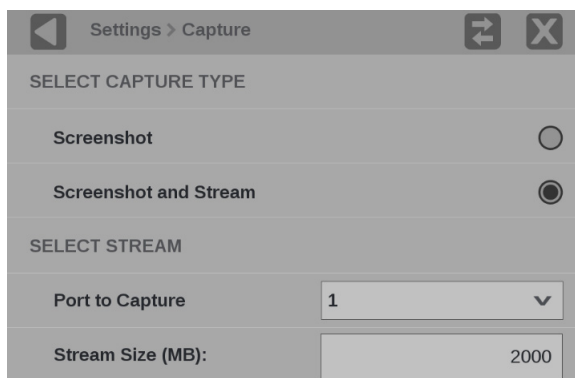 Settings > Capture
SELECT CAPTURE TYPE
Screenshot
Screenshot and Stream
SELECT STREAM
Port to Capture 1
Stream Size (MB): 2000